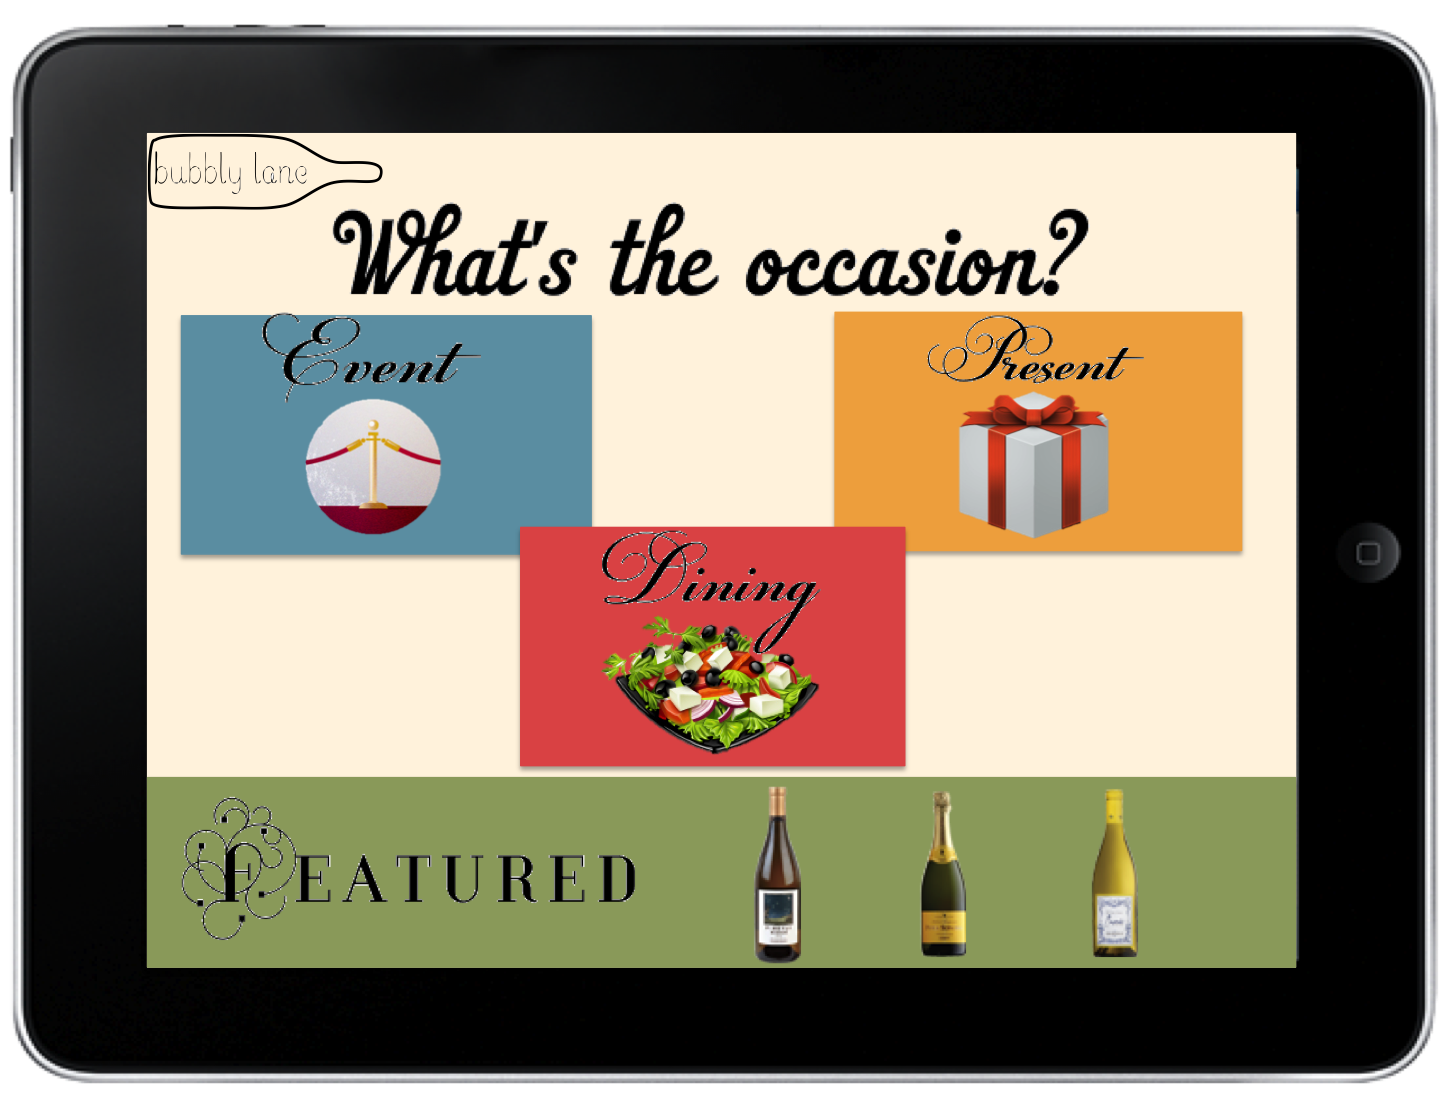 bubbly lane
What's the occasion?
Event
Present
Dining
FEATURED